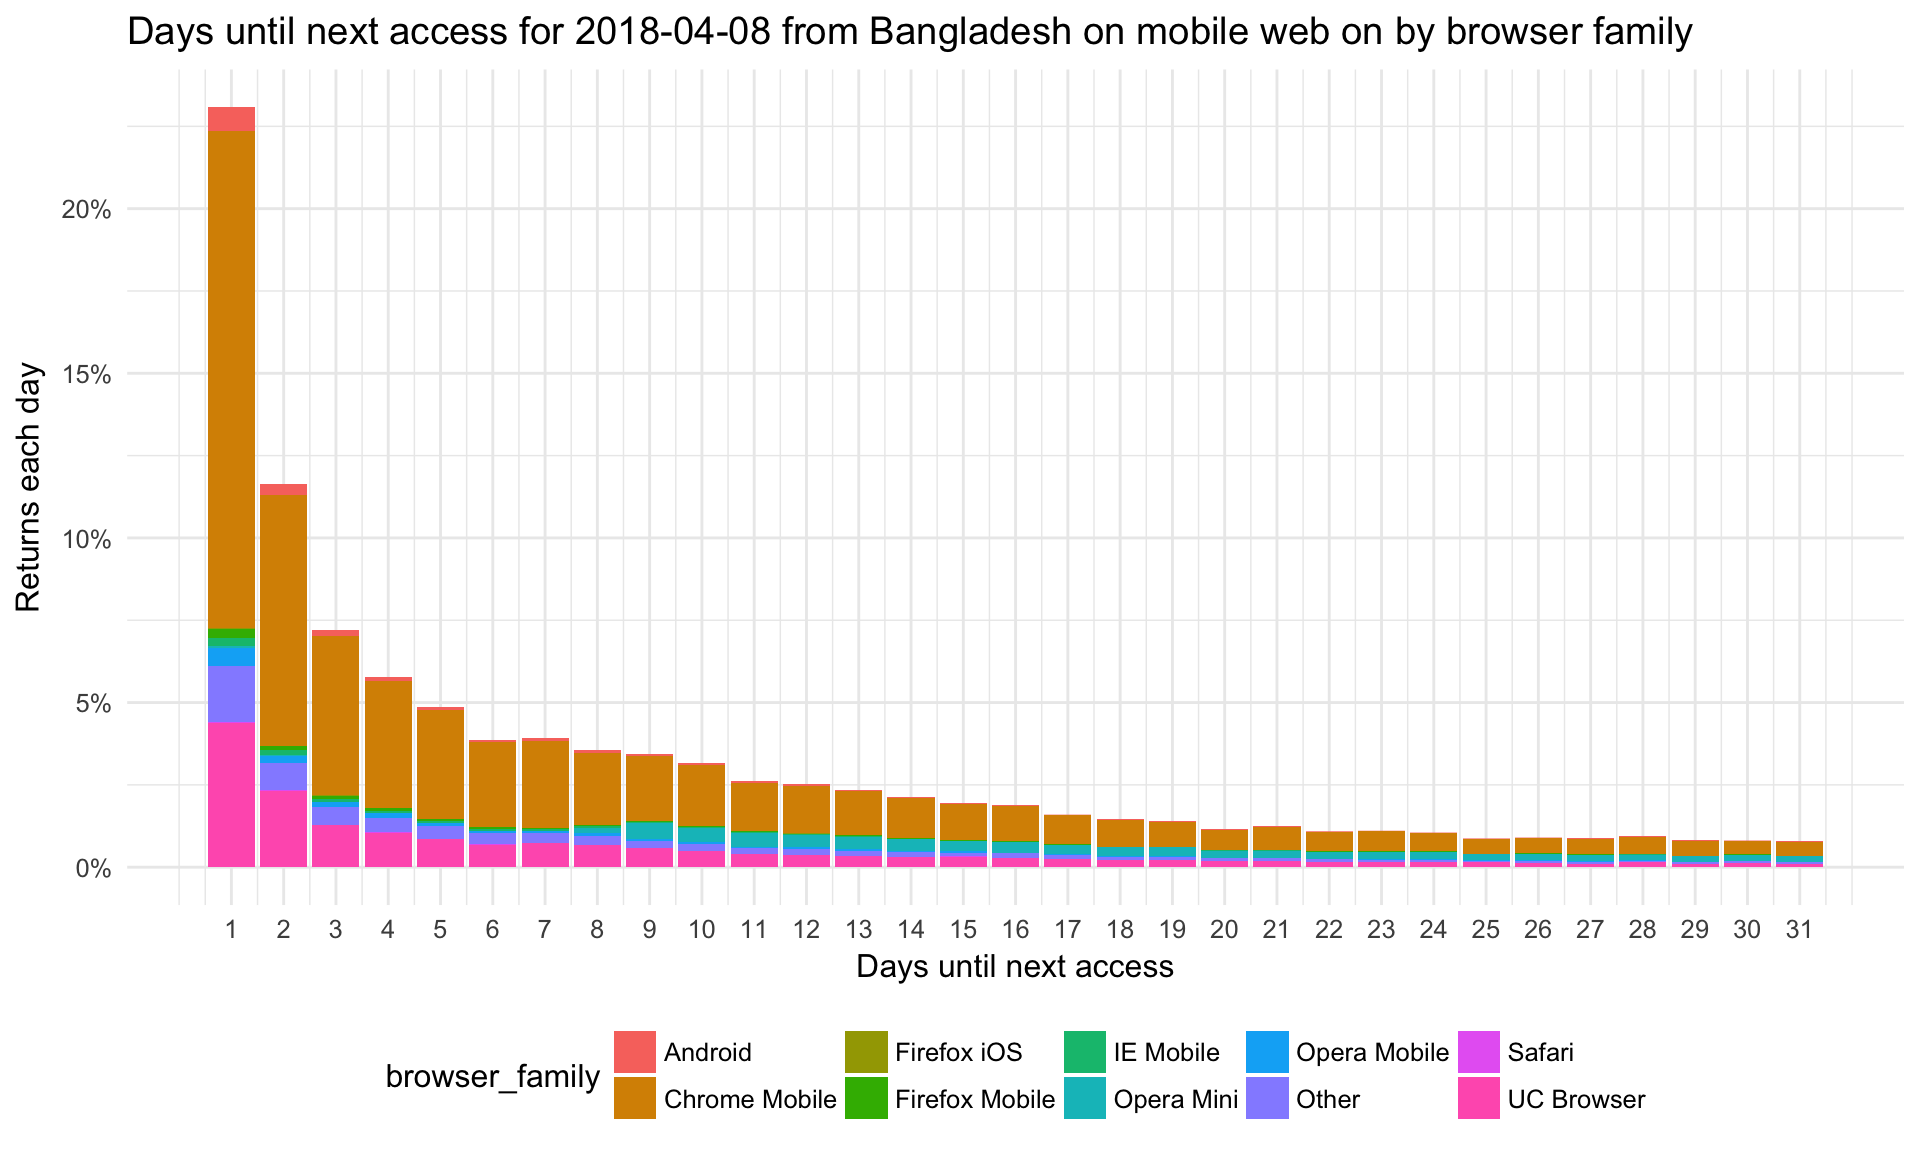 Days until next access for 2018-04-08 from Bangladesh on mobile web on by browser family
Returns each day
20%
15%
10%
5%
0%
1 2 3 4 5 6 7 8 9 10 11 12 13 14 15 16 17 18 19 20 21 22 23 24 25 26 27 28 29 30 31
Days until next access
browser_family
Android Firefox iOS IE Mobile Opera Mobile Safari
Chrome Mobile Firefox Mobile Opera Mini Other UC Browser